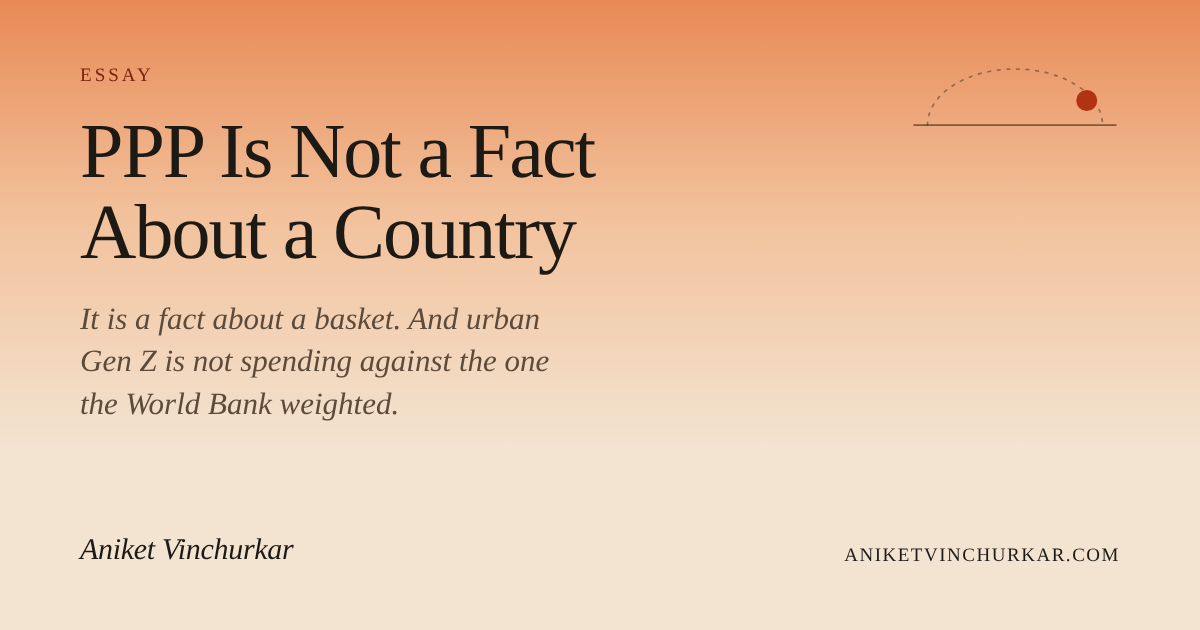 ESSAY
PPP Is Not a Fact
About a Country
It is a fact about a basket. And urban
Gen Z is not spending against the one
the World Bank weighted.
Aniket Vinchurkar
ANIKETVINCHURKAR.COM